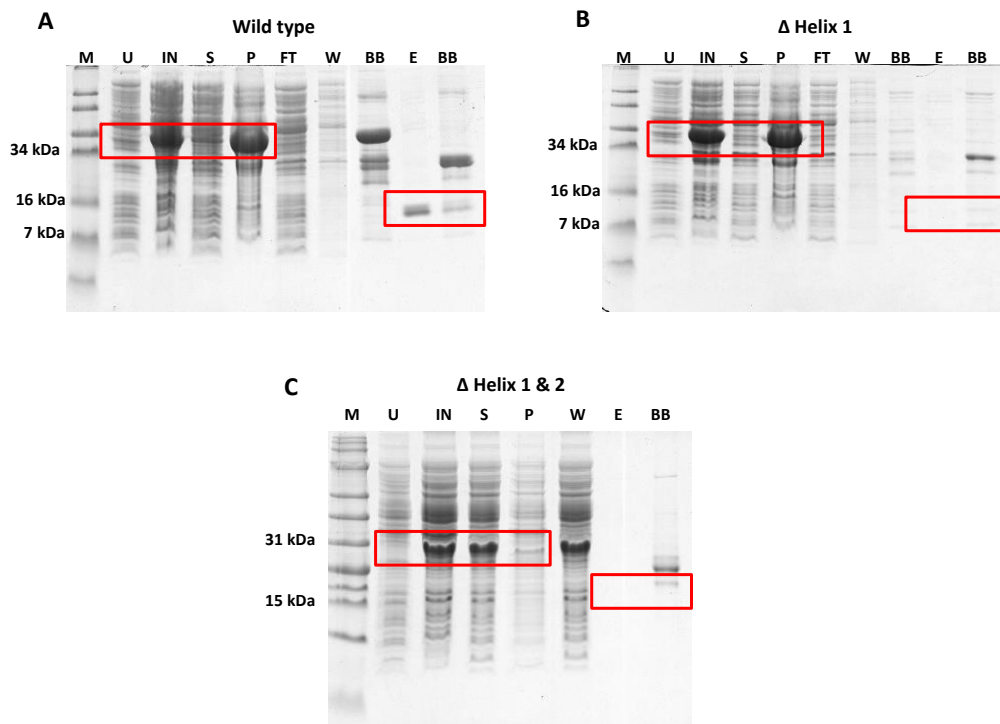 A
Wild type
M U IN S P FT W BB E BB
34 kDa
16 kDa
7 kDa
B
Δ Helix 1
M U IN S P FT W BB E BB
34 kDa
16 kDa
7 kDa
C
Δ Helix 1 & 2
M U IN S P W E BB
31 kDa
15 kDa